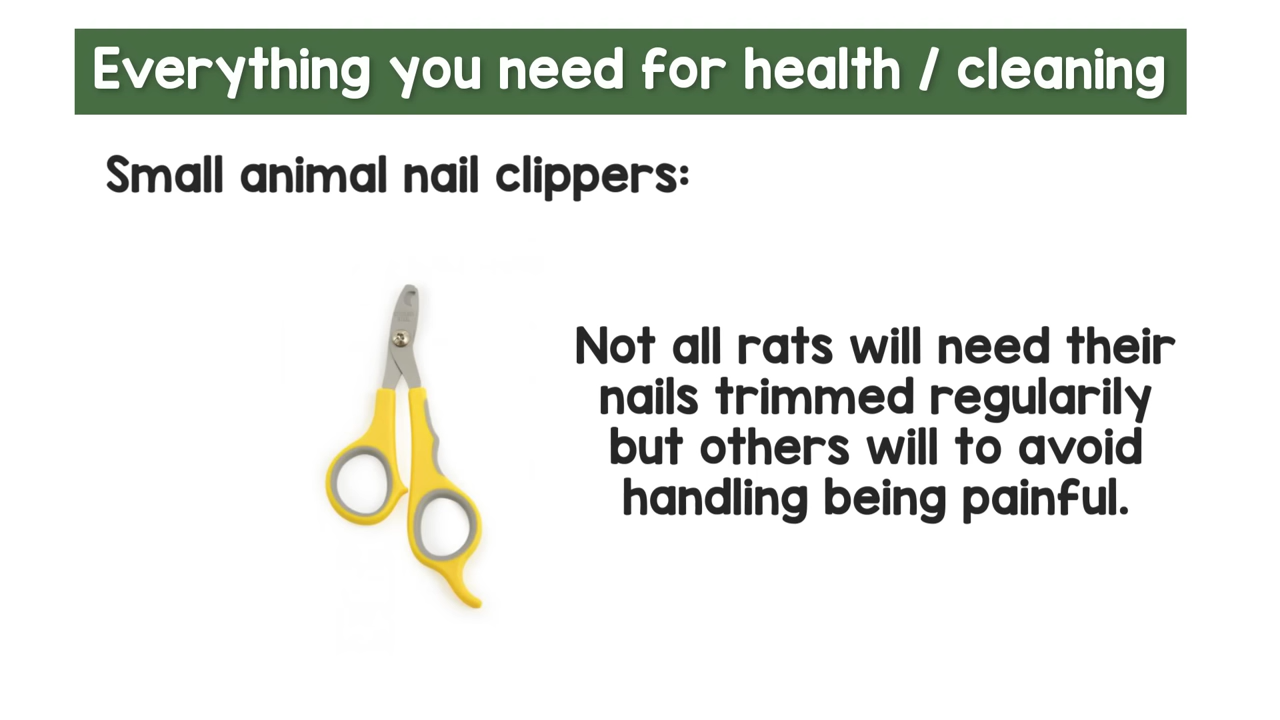 Everything you need for health / cleaning
Small animal nail clippers:
Not all rats will need their
nails trimmed regularily
but others will to avoid
handling being painful.